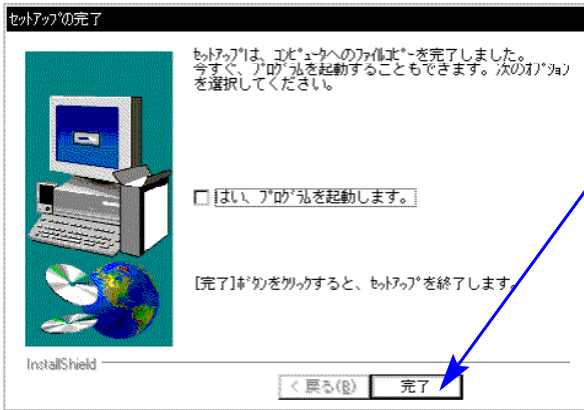 ｾｯﾄｱｯﾌﾟの完了
ｾｯﾄｱｯﾌﾟは、ｺﾝﾋﾟｭｰﾀへのﾌｧｲﾙｺﾋﾟｰを完了しました。
今すぐ、ﾌﾟﾛｸﾞﾗﾑを起動することもできます。次のｵﾌﾟｼｮﾝ
を選択してください。
はい、ﾌﾟﾛｸﾞﾗﾑを起動します。
[完了]ﾎﾞﾀﾝをｸﾘｯｸすると、ｾｯﾄｱｯﾌﾟを終了します。
InstallShield
< 戻る(B)
完了